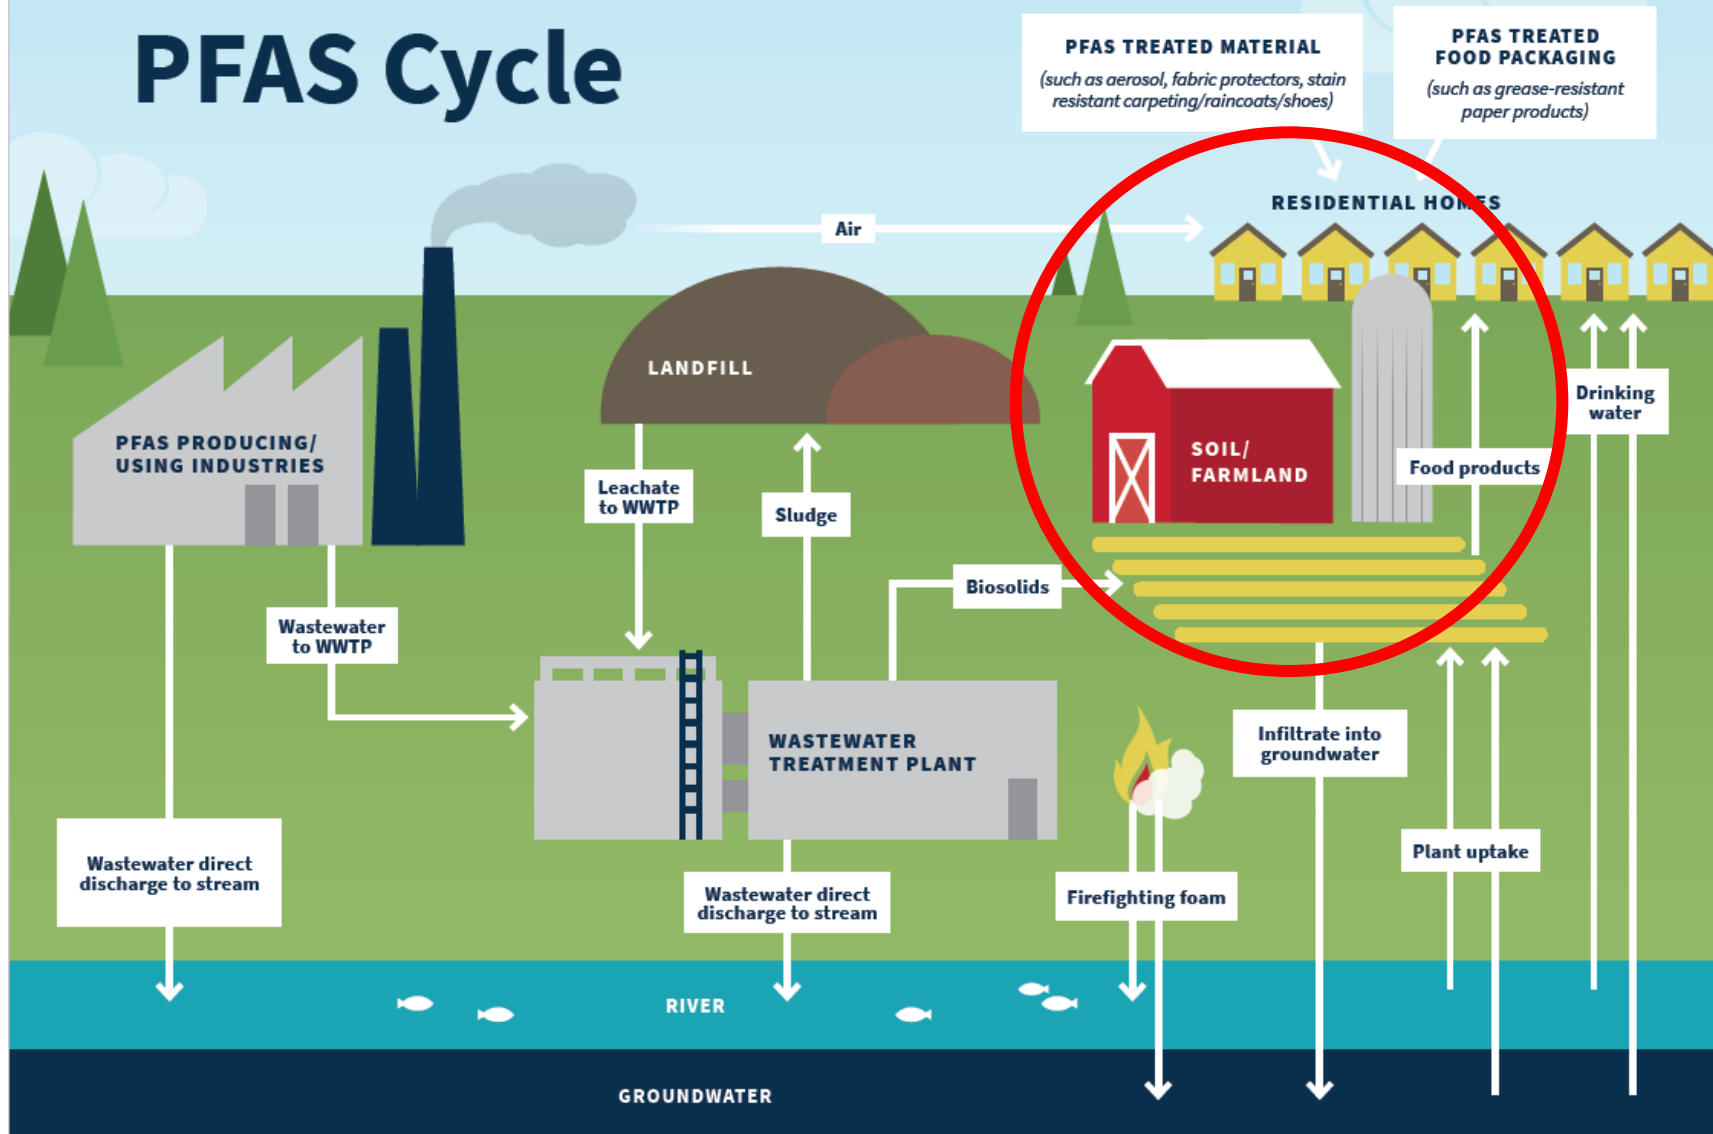 PFAS Cycle
PFAS TREATED MATERIAL
(such as aerosol, fabric protectors, stain
resistant carpeting/raincoats/shoes)
PFAS TREATED
FOOD PACKAGING
(such as grease-resistant
paper products)
RESIDENTIAL HOMES
Air
LANDFILL
PFAS PRODUCING/
USING INDUSTRIES
SOIL/
FARMLAND
Drinking
water
Food products
Leachate
to WWTP
Sludge
Biosolids
Wastewater
to WWTP
WASTEWATER
TREATMENT PLANT
Infiltrate into
groundwater
Plant uptake
Wastewater direct
discharge to stream
Wastewater direct
discharge to stream
Firefighting foam
RIVER
GROUNDWATER